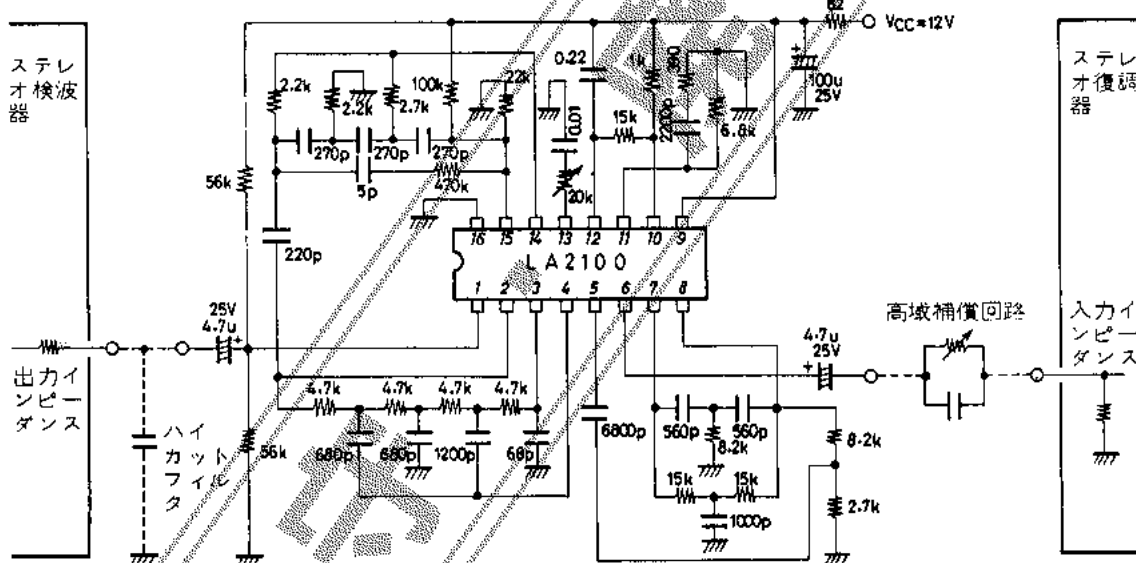 VCC=12V
82
ステレ
オ検波
器
2.2k
2.2k
2.7k
100k
22k
0.22
1k
100u
25V
ステレ
オ復調
器
0.01
15k
2200p
6.8k
270p
270p
270p
5p
470k
20k
56k
220p
16 15 14 13 12 11 10 9
LA2100
1 2 3 4 5 6 7 8
25V
4.7u
+
高域補償回路
4.7u
25V
+
入力イ
ンピー
ダンス
出力イ
ンピー
ダンス
4.7k 4.7k 4.7k 4.7k
ハイ
カット
フィル
タ
56k
680p
680p
1200p
68p
6800p
560p
560p
8.2k
8.2k
15k
15k
2.7k
1000p